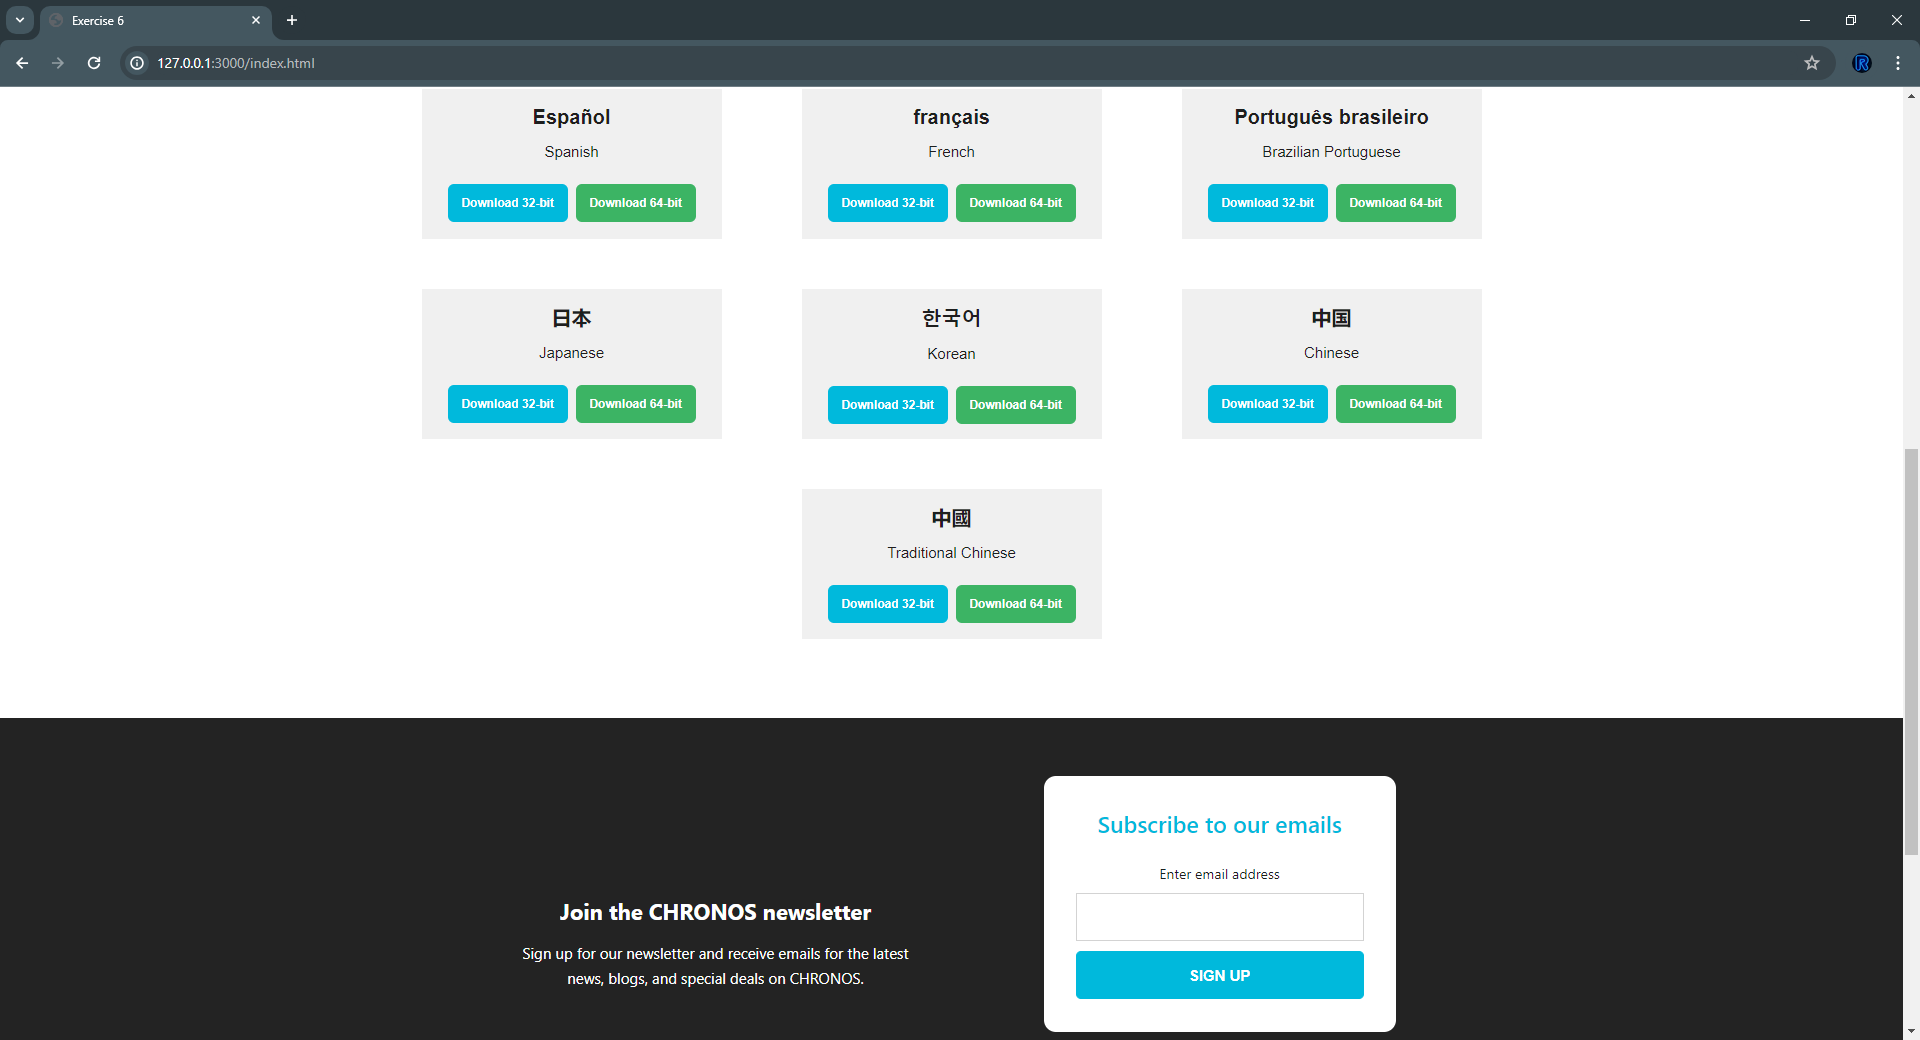 Exercise 6
127.0.0.1:3000/index.html
Español
Spanish
Download 32-bit Download 64-bit
français
French
Download 32-bit Download 64-bit
Português brasileiro
Brazilian Portuguese
Download 32-bit Download 64-bit
日本
Japanese
Download 32-bit Download 64-bit
한국어
Korean
Download 32-bit Download 64-bit
中国
Chinese
Download 32-bit Download 64-bit
中國
Traditional Chinese
Download 32-bit Download 64-bit
Join the CHRONOS newsletter
Sign up for our newsletter and receive emails for the latest
news, blogs, and special deals on CHRONOS.
Subscribe to our emails
Enter email address
SIGN UP